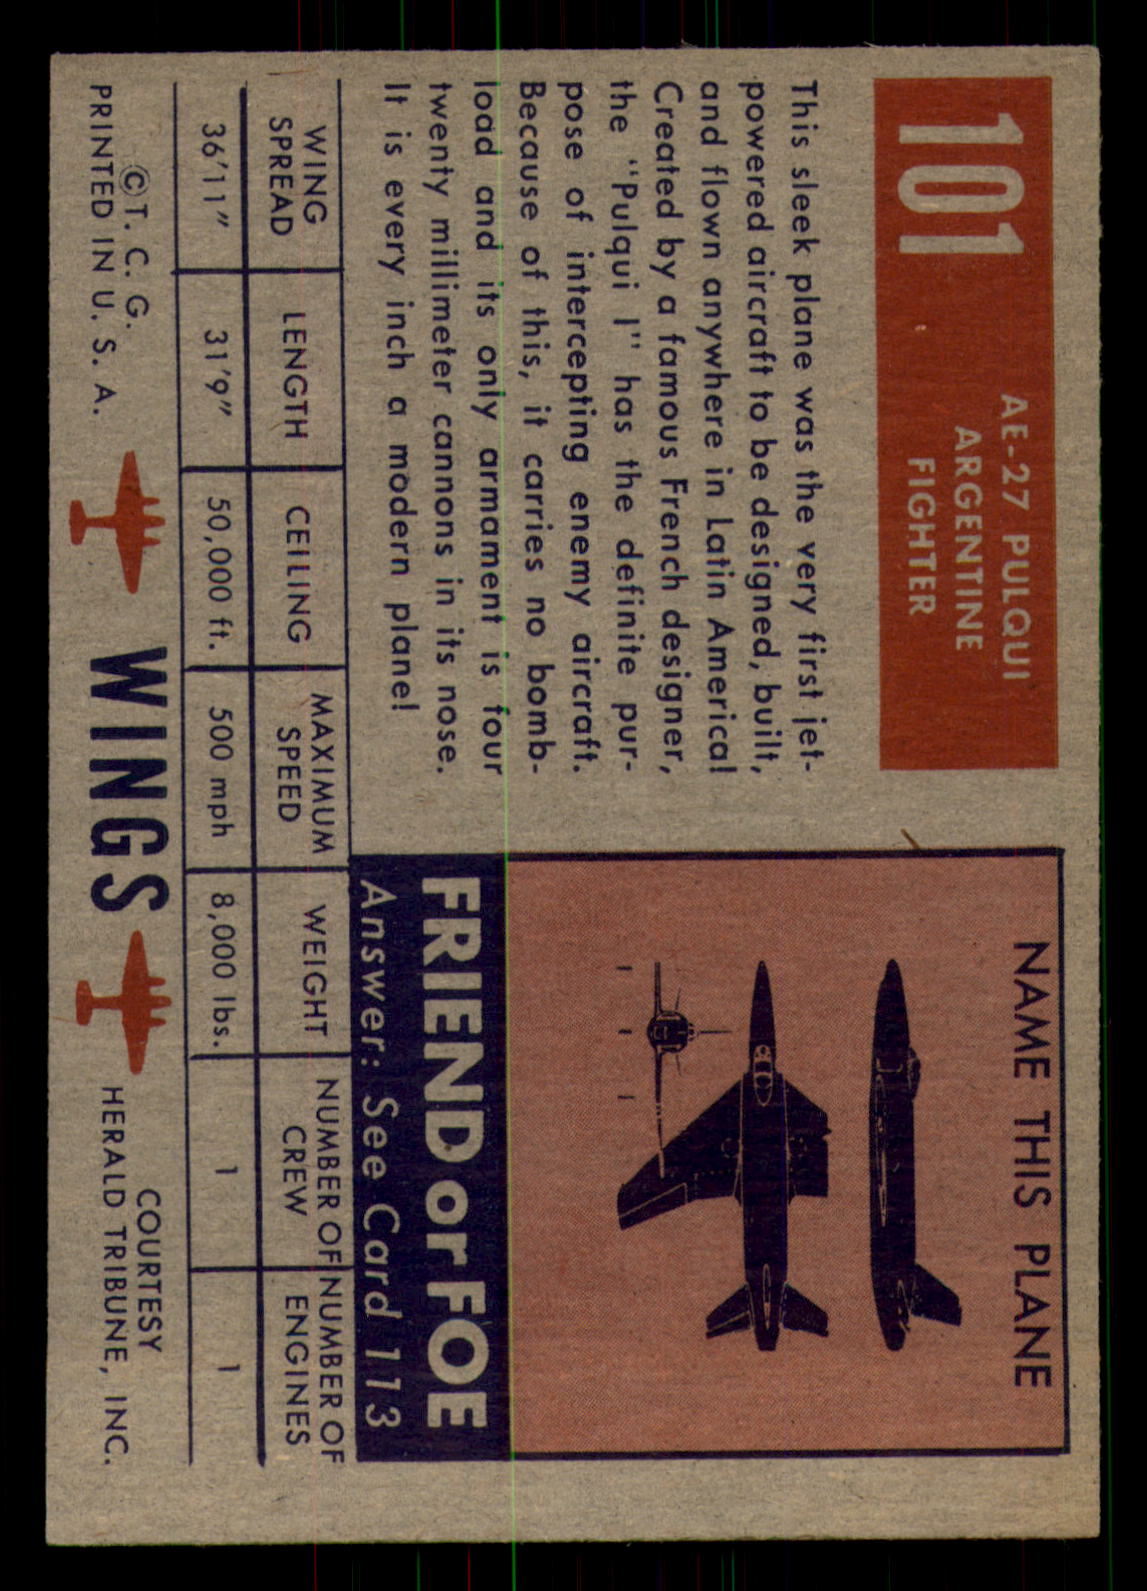 101
AE-27 PULQUI
ARGENTINE
FIGHTER
This sleek plane was the very first jet-
powered aircraft to be designed, built,
and flown anywhere in Latin America!
Created by a famous French designer,
the "Pulqui I" has the definite pur-
pose of intercepting enemy aircraft.
Because of this, it carries no bomb-
load and its only armament is four
twenty millimeter cannons in its nose.
It is every inch a modern plane!
NAME THIS PLANE
FRIEND or FOE
Answer: See Card 113
WING SPREAD LENGTH CEILING MAXIMUM SPEED WEIGHT NUMBER OF CREW NUMBER OF ENGINES
36'11" 31'9" 50,000 ft. 500 mph 8,000 lbs. 1 1
©T. C. G.
PRINTED IN U. S. A.
WINGS
COURTESY
HERALD TRIBUNE, INC.